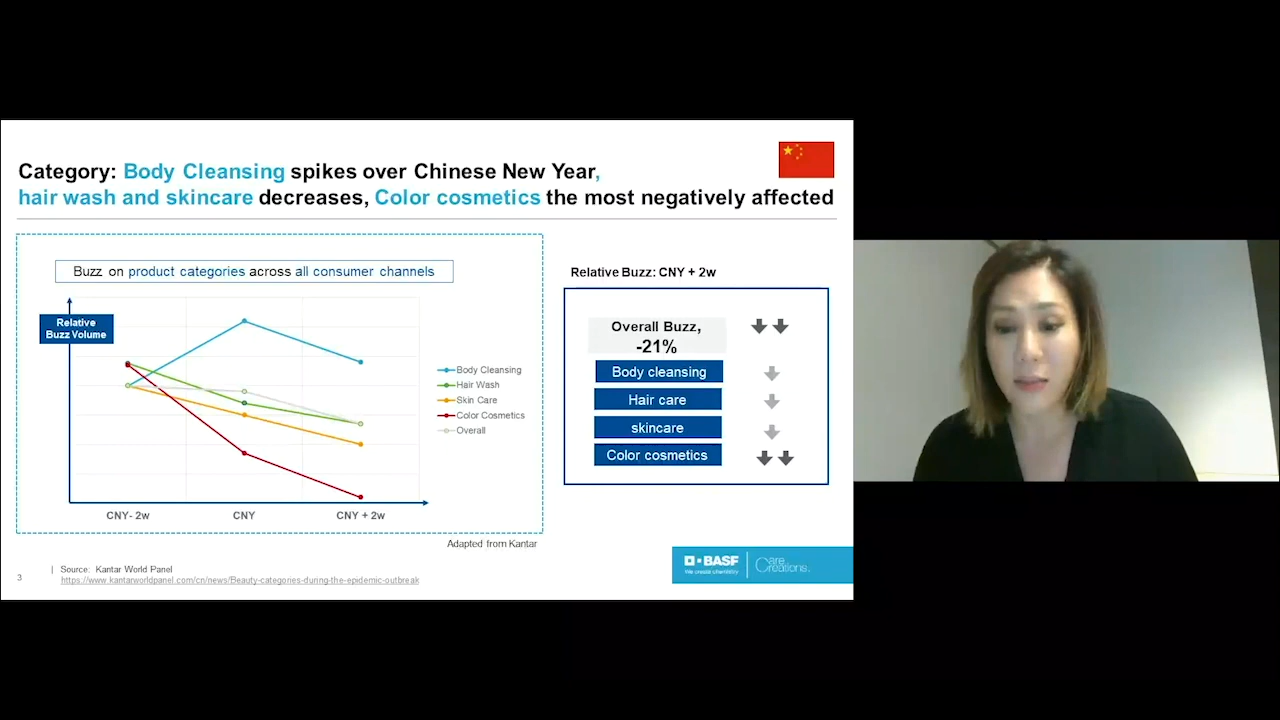 Category: Body Cleansing spikes over Chinese New Year,
hair wash and skincare decreases, Color cosmetics the most negatively affected
Buzz on product categories across all consumer channels
Relative
Buzz Volume
Body Cleansing
Hair Wash
Skin Care
Color Cosmetics
Overall
CNY- 2w
CNY
CNY + 2w
Adapted from Kantar
Relative Buzz: CNY + 2w
Overall Buzz,
-21%
Body cleansing
Hair care
skincare
Color cosmetics
3
| Source: Kantar World Panel
https://www.kantarworldpanel.com/cn/news/Beauty-categories-during-the-epidemic-outbreak
BASF
We create chemistry
Care
Creations